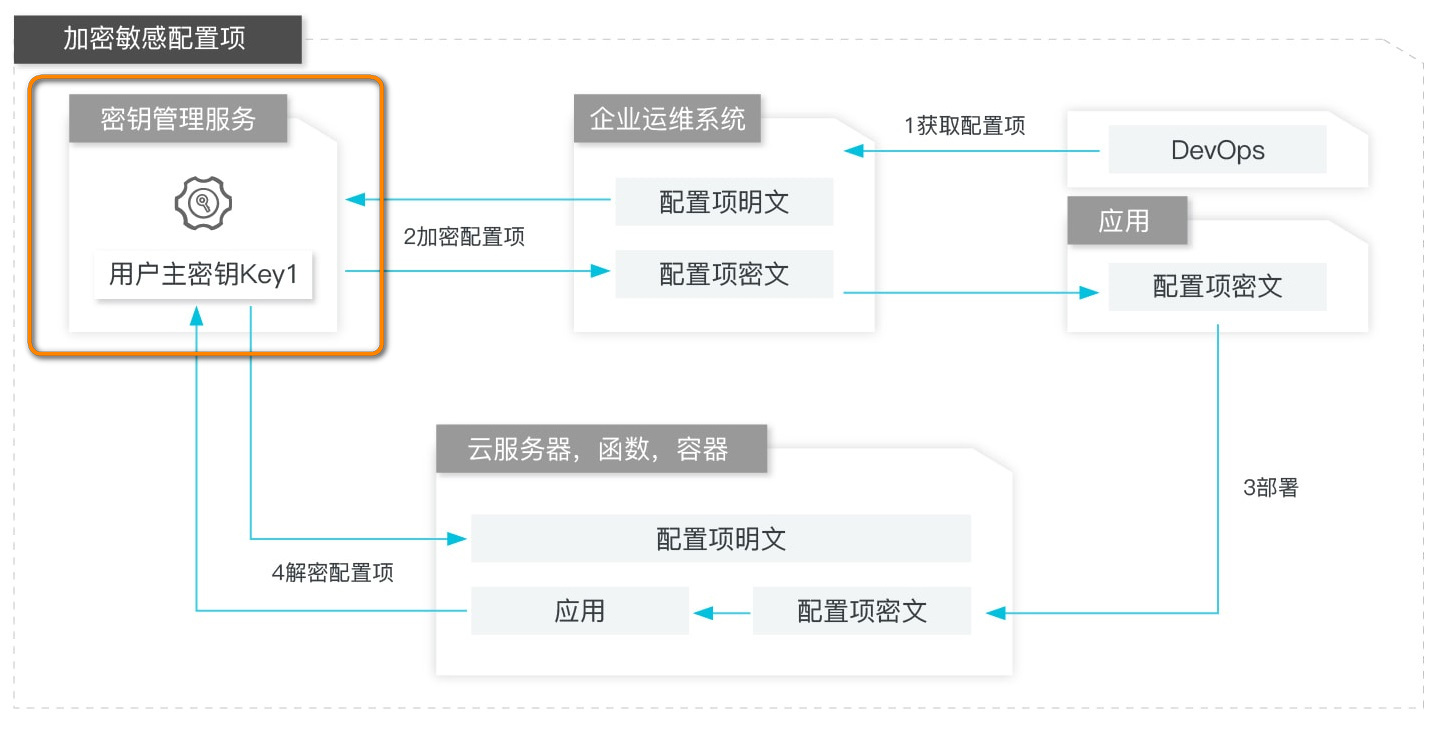 加密敏感配置项
密钥管理服务
用户主密钥Key1
企业运维系统
配置项明文
配置项密文
1获取配置项
DevOps
2加密配置项
应用
配置项密文
3部署
云服务器，函数，容器
配置项明文
应用
配置项密文
4解密配置项